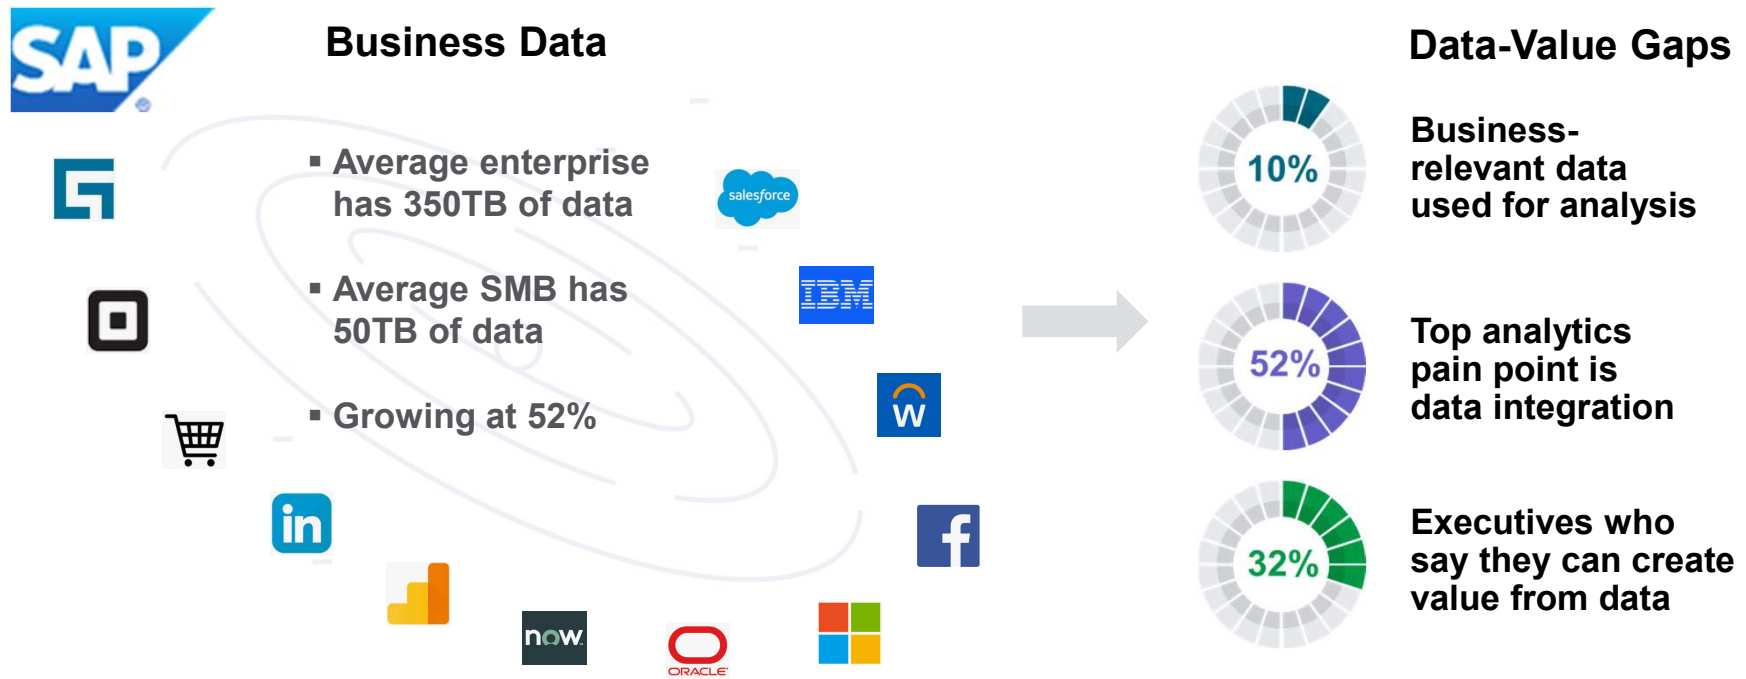 SAP
®
Business Data
▪ Average enterprise
has 350TB of data
▪ Average SMB has
50TB of data
▪ Growing at 52%
salesforce
IBM
w
in
f
now
ORACLE
Data-Value Gaps
10%
Business-
relevant data
used for analysis
52%
Top analytics
pain point is
data integration
32%
Executives who
say they can create
value from data